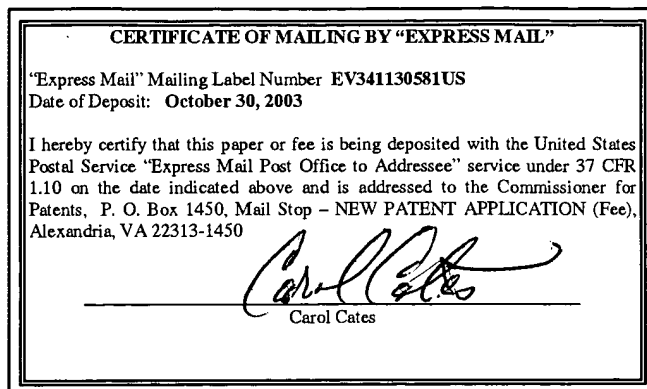 CERTIFICATE OF MAILING BY “EXPRESS MAIL”
“Express Mail” Mailing Label Number EV341130581US
Date of Deposit: October 30, 2003
I hereby certify that this paper or fee is being deposited with the United States
Postal Service “Express Mail Post Office to Addressee” service under 37 CFR
1.10 on the date indicated above and is addressed to the Commissioner for
Patents, P. O. Box 1450, Mail Stop – NEW PATENT APPLICATION (Fee),
Alexandria, VA 22313-1450
Carol Cates
Carol Cates